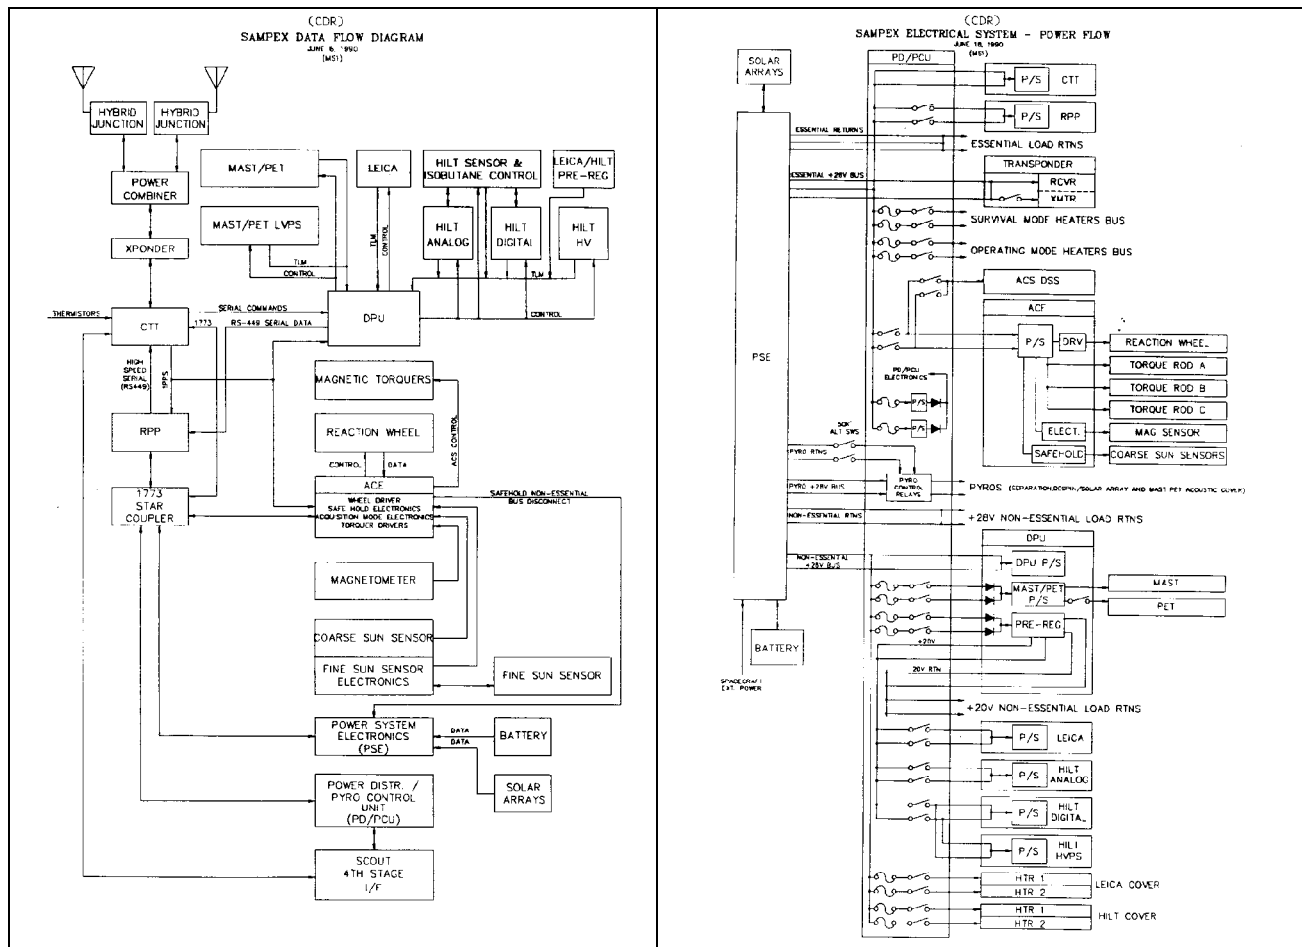 (CDR)
SAMPEX DATA FLOW DIAGRAM
JUNE 6, 1990
(MS1)
HYBRID
JUNCTION
HYBRID
JUNCTION
POWER
COMBINER
XPONDER
MAST/PET
MAST/PET LVPS
LEICA
HILT SENSOR &
ISOBUTANE CONTROL
LEICA/HILT
PRE-REG
HILT
ANALOG
HILT
DIGITAL
HILT
HV
TLM
CONTROL
TLM
CONTROL
TLM
CONTROL
THERMISTORS
CTT
1773
SERIAL COMMANDS
RS-449 SERIAL DATA
DPU
HIGH
SPEED
SERIAL
(RS449)
1PPS
RPP
MAGNETIC TORQUERS
REACTION WHEEL
ACS CONTROL
CONTROL
DATA
1773
STAR
COUPLER
ACE
WHEEL DRIVER
SAFE HOLD ELECTRONICS
ACQUISITION MODE ELECTRONICS
TORQUER DRIVERS
SAFEHOLD NON-ESSENTIAL
BUS DISCONNECT
MAGNETOMETER
COARSE SUN SENSOR
FINE SUN SENSOR
ELECTRONICS
FINE SUN SENSOR
POWER SYSTEM
ELECTRONICS
(PSE)
DATA
DATA
BATTERY
SOLAR
ARRAYS
POWER DISTR. /
PYRO CONTROL
UNIT
(PD/PCU)
SCOUT
4TH STAGE
I/F
(CDR)
SAMPEX ELECTRICAL SYSTEM - POWER FLOW
JUNE 18, 1990
(MS1)
SOLAR
ARRAYS
PD/PCU
P/S
CTT
P/S
RPP
ESSENTIAL RETURNS
ESSENTIAL LOAD RTNS
TRANSPONDER
ESSENTIAL +28V BUS
RCVR
XMTR
SURVIVAL MODE HEATERS BUS
OPERATING MODE HEATERS BUS
ACS DSS
ACE
P/S
DRV
REACTION WHEEL
TORQUE ROD A
TORQUE ROD B
TORQUE ROD C
ELECT.
MAG SENSOR
SAFEHOLD
COARSE SUN SENSORS
PSE
PD/PCU
ELECTRONICS
P/S
P/S
ALT SWS
PYRO RTNS
PYRO +28V BUS
PYRO
CONTROL
RELAYS
PYROS
NON-ESSENTIAL RTNS
+28V NON-ESSENTIAL LOAD RTNS
DPU
NON-ESSENTIAL
+28V BUS
DPU P/S
MAST/PET
P/S
MAST
PET
PRE-REG
+20V
20V RTN
BATTERY
SPACECRAFT
EXT. POWER
+20V NON-ESSENTIAL LOAD RTNS
P/S
LEICA
P/S
HILT
ANALOG
P/S
HILT
DIGITAL
P/S
HILT
HVPS
HTR 1
HTR 2
LEICA COVER
HTR 1
HTR 2
HILT COVER